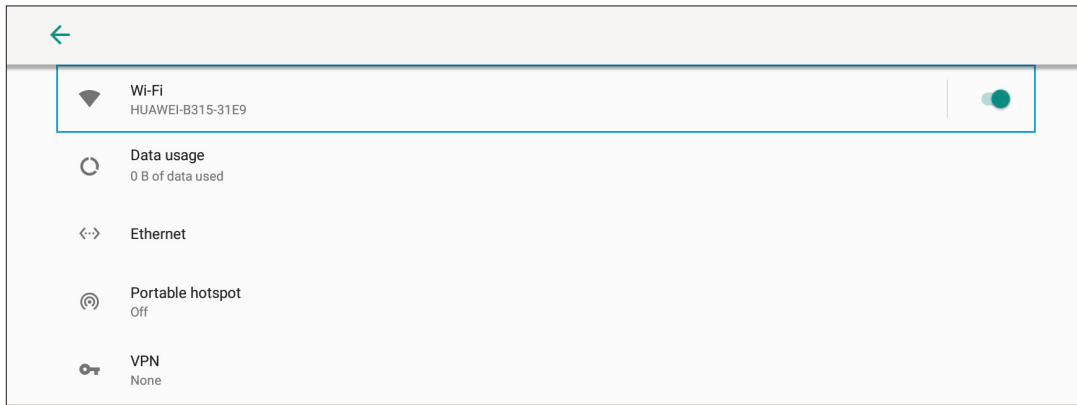 Wi-Fi
HUAWEI-B315-31E9
Data usage
0 B of data used
Ethernet
Portable hotspot
Off
VPN
None